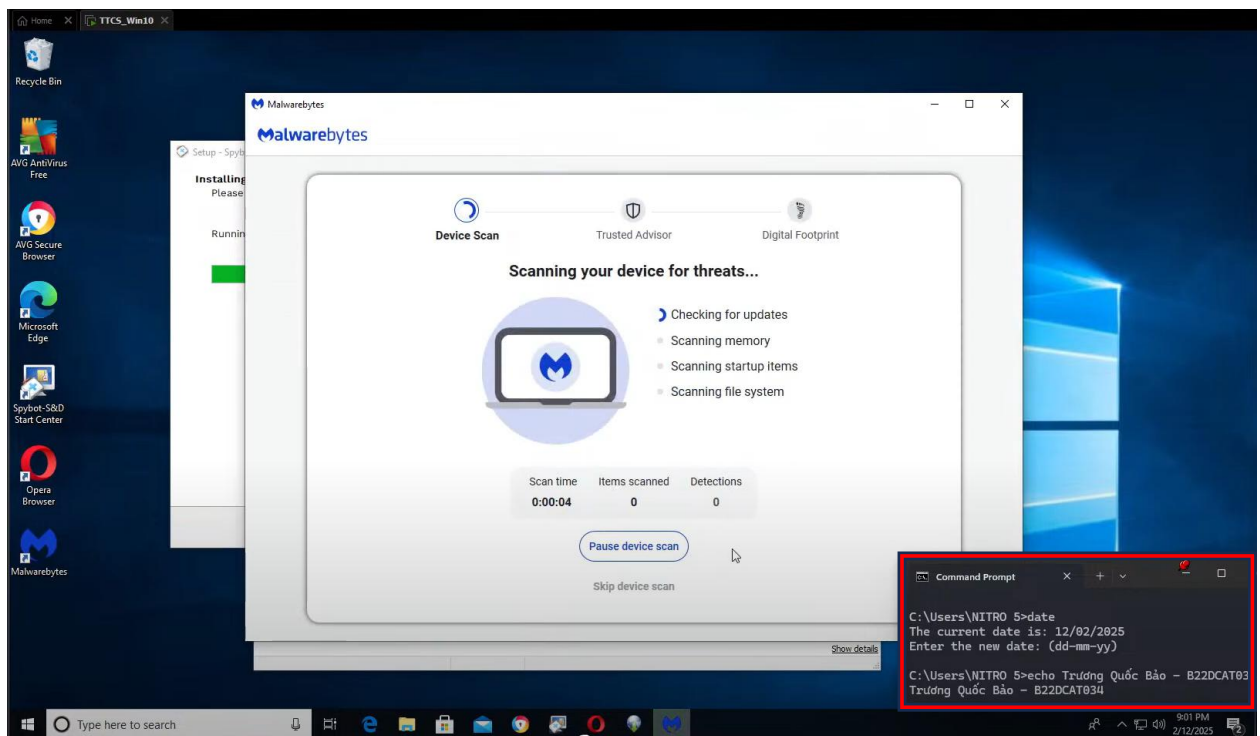 Home
TTCS_Win10
Recycle Bin
AVG AntiVirus
Free
AVG Secure
Browser
Microsoft
Edge
Spybot-S&D
Start Center
Opera
Browser
Malwarebytes
Setup - Spyb
Installing
Please
Runnin
Malwarebytes
Malwarebytes
Device Scan
Trusted Advisor
Digital Footprint
Scanning your device for threats...
Checking for updates
Scanning memory
Scanning startup items
Scanning file system
Scan time Items scanned Detections
0:00:04 0 0
Pause device scan
Skip device scan
Show details
Command Prompt
C:\Users\NITRO 5>date
The current date is: 12/02/2025
Enter the new date: (dd-mm-yy)
C:\Users\NITRO 5>echo Trương Quốc Bảo - B22DCAT03
Trương Quốc Bảo - B22DCAT034
Type here to search
9:01 PM
2/12/2025